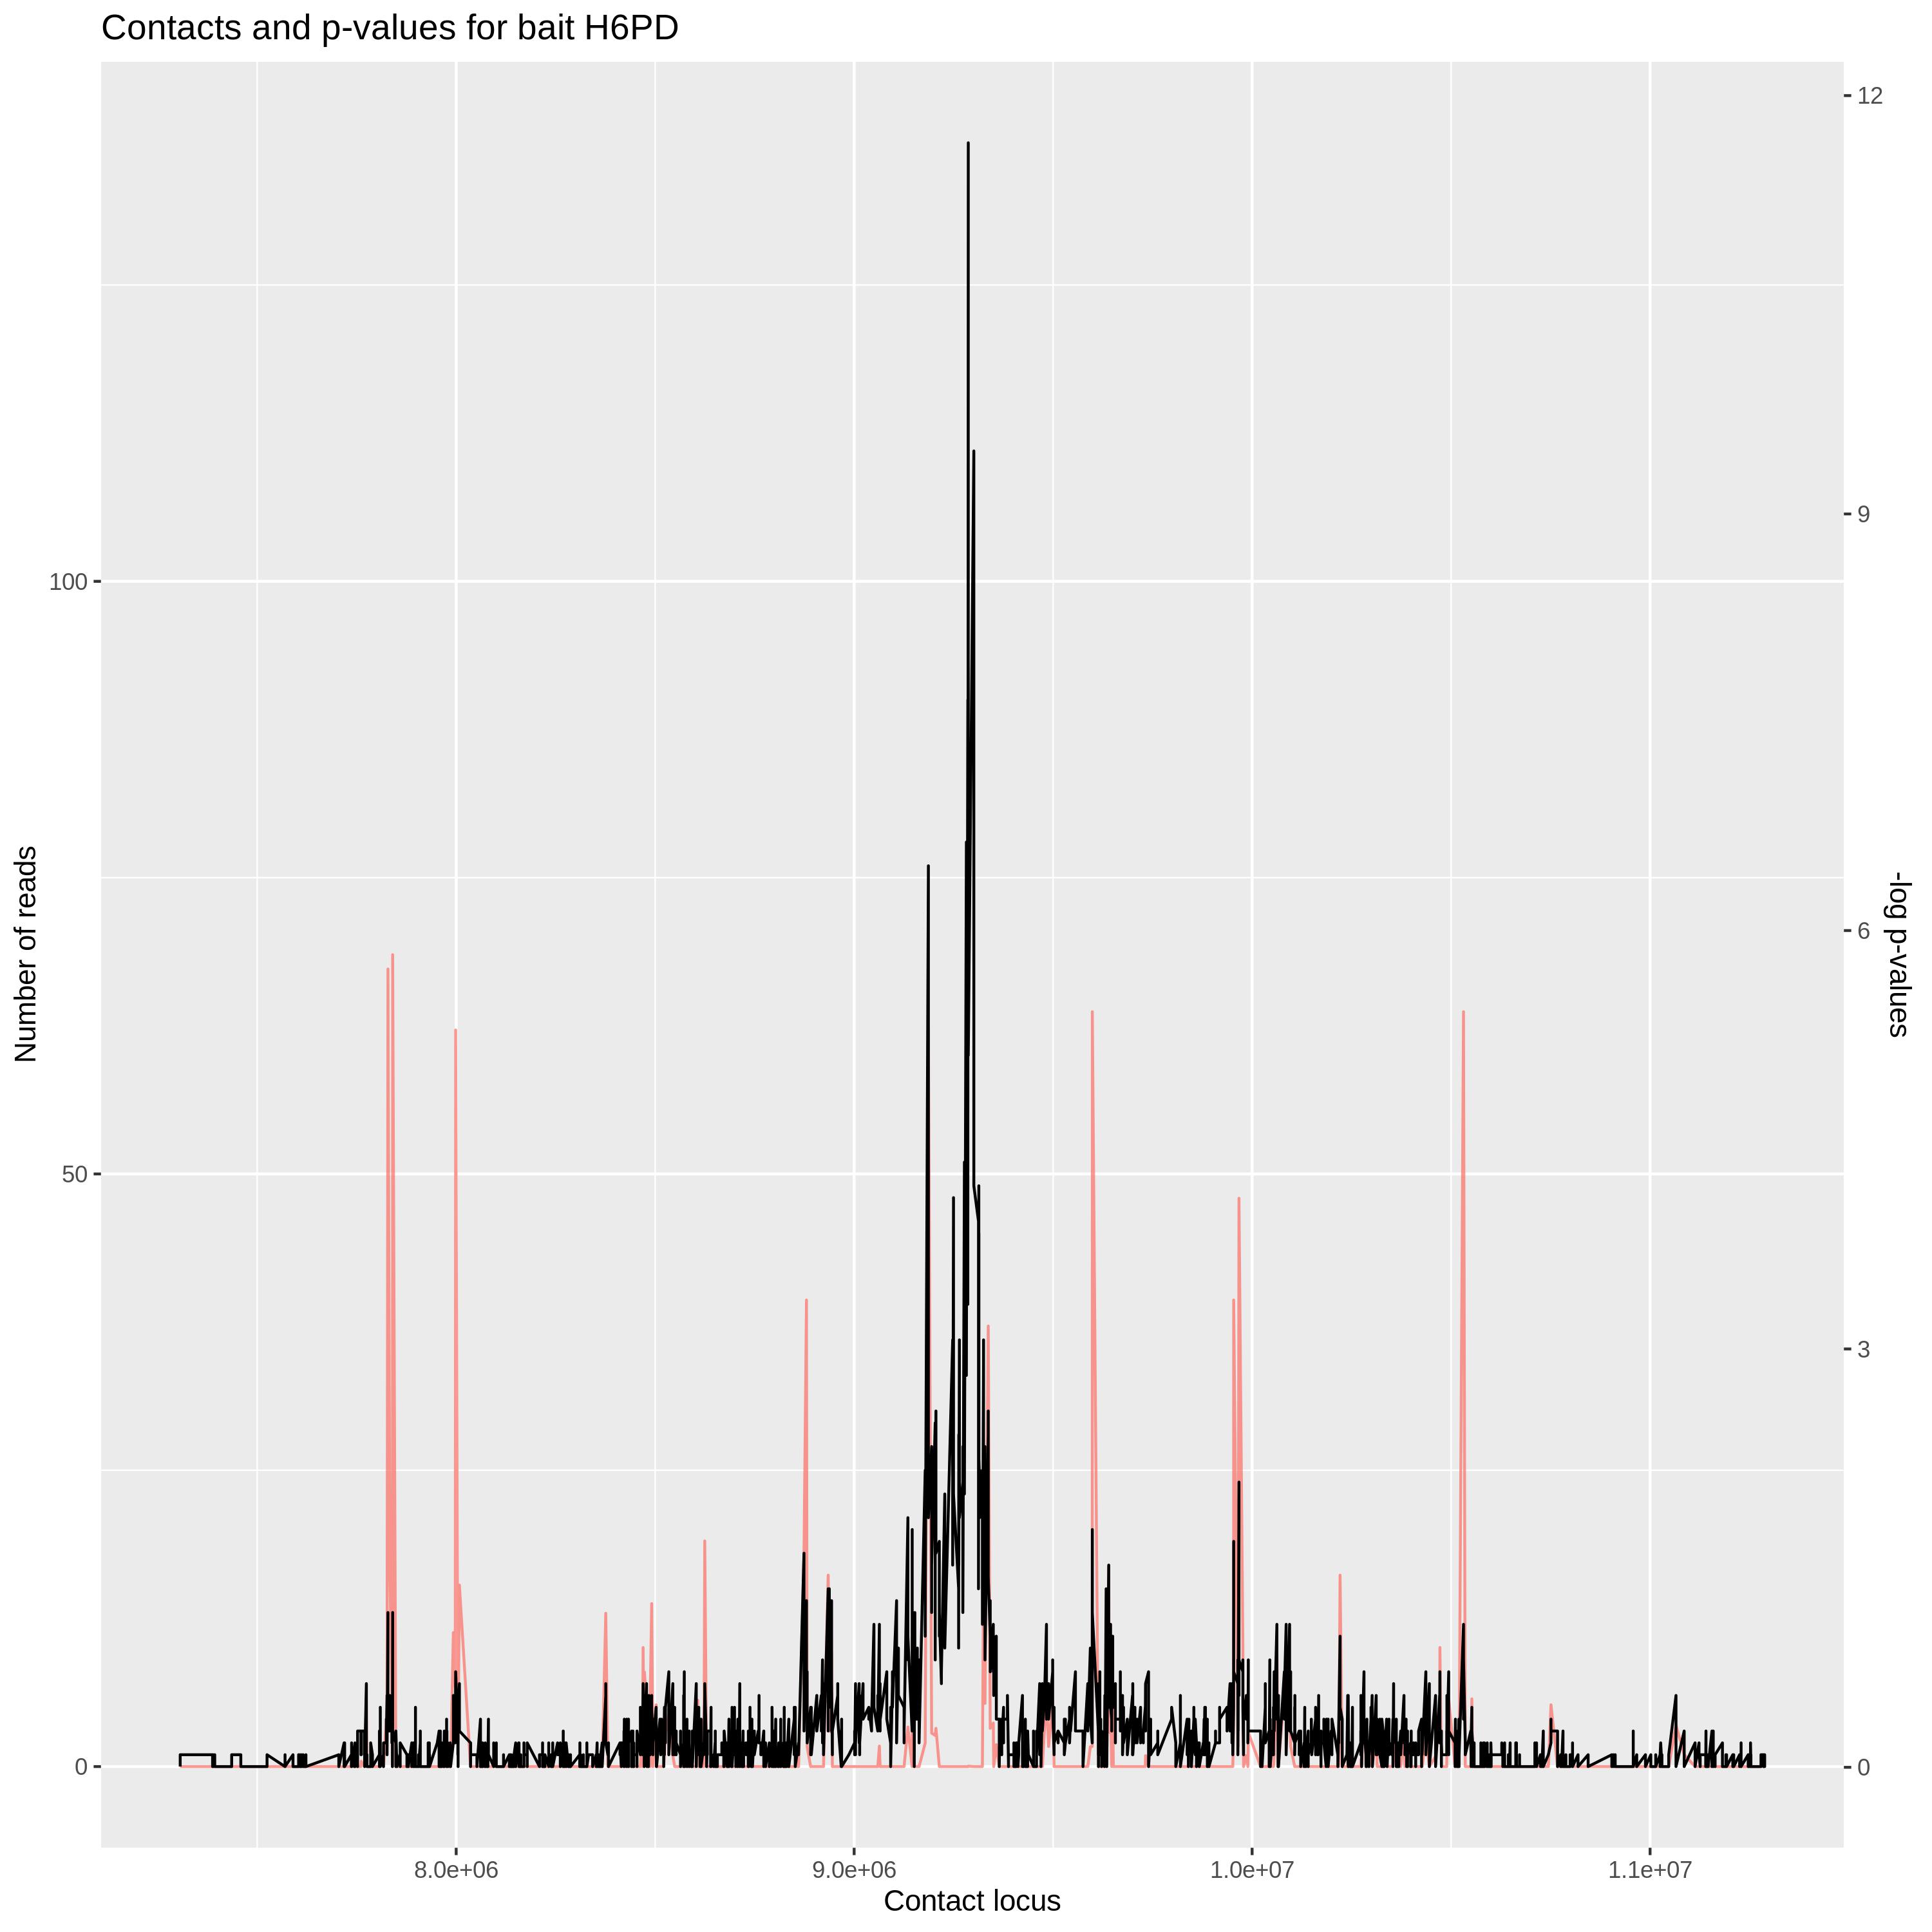 Contacts and p-values for bait H6PD
12
9
100
Number of reads
-log p-values
6
50
3
0
0
8.0e+06
9.0e+06
1.0e+07
1.1e+07
Contact locus